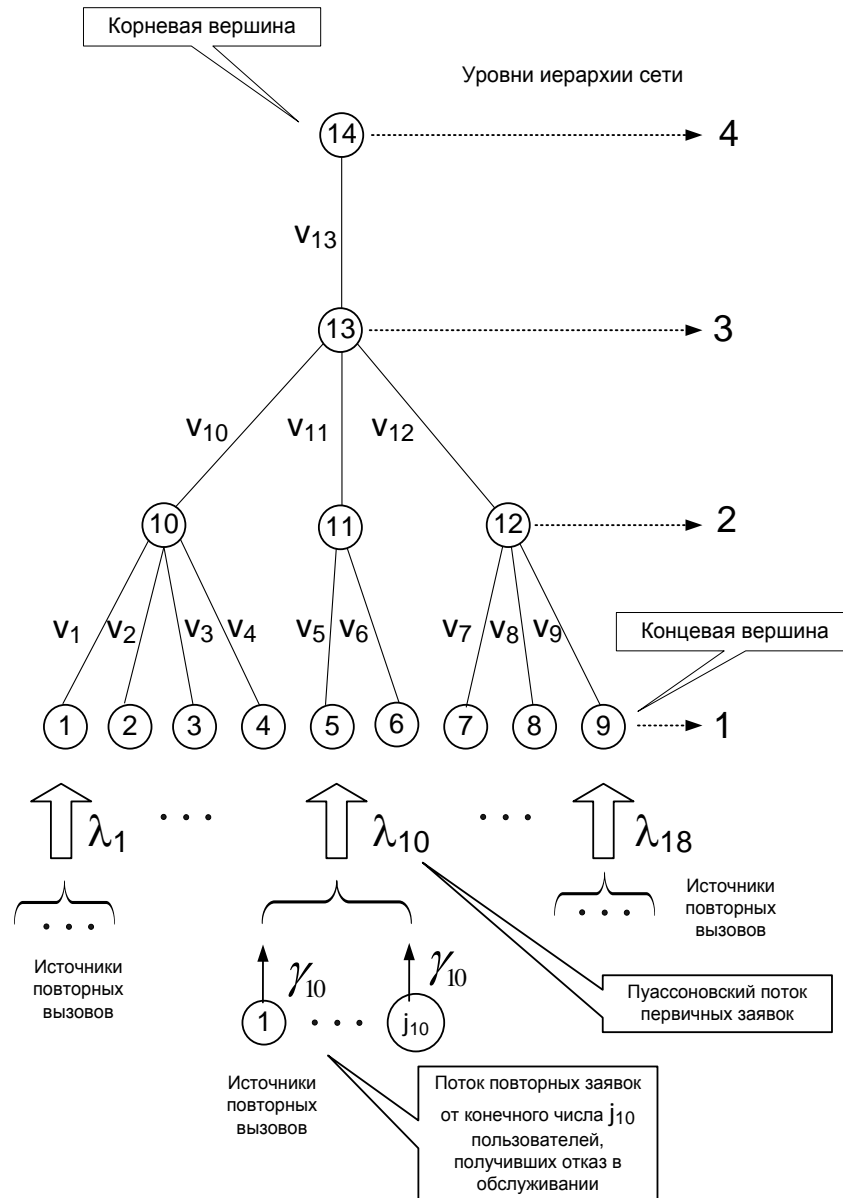 Корневая вершина
Уровни иерархии сети
14
4
v13
13
3
v10
v11
v12
10
11
12
2
v1
v2
v3
v4
v5
v6
v7
v8
v9
Концевая вершина
1
2
3
4
5
6
7
8
9
1
λ1
. . .
λ10
. . .
λ18
. . .
. . .
Источники
повторных
вызовов
Источники
повторных
вызовов
γ10
γ10
1
. . .
j10
Пуассоновский поток
первичных заявок
Источники
повторных
вызовов
Поток повторных заявок
от конечного числа j10
пользователей,
получивших отказ в
обслуживании